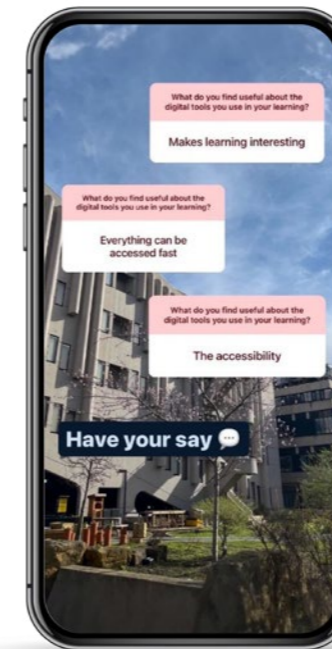 What do you find useful about the
digital tools you use in your learning?
Makes learning interesting
What do you find useful about the
digital tools you use in your learning?
Everything can be
accessed fast
What do you find useful about the
digital tools you use in your learning?
The accessibility
Have your say 💬